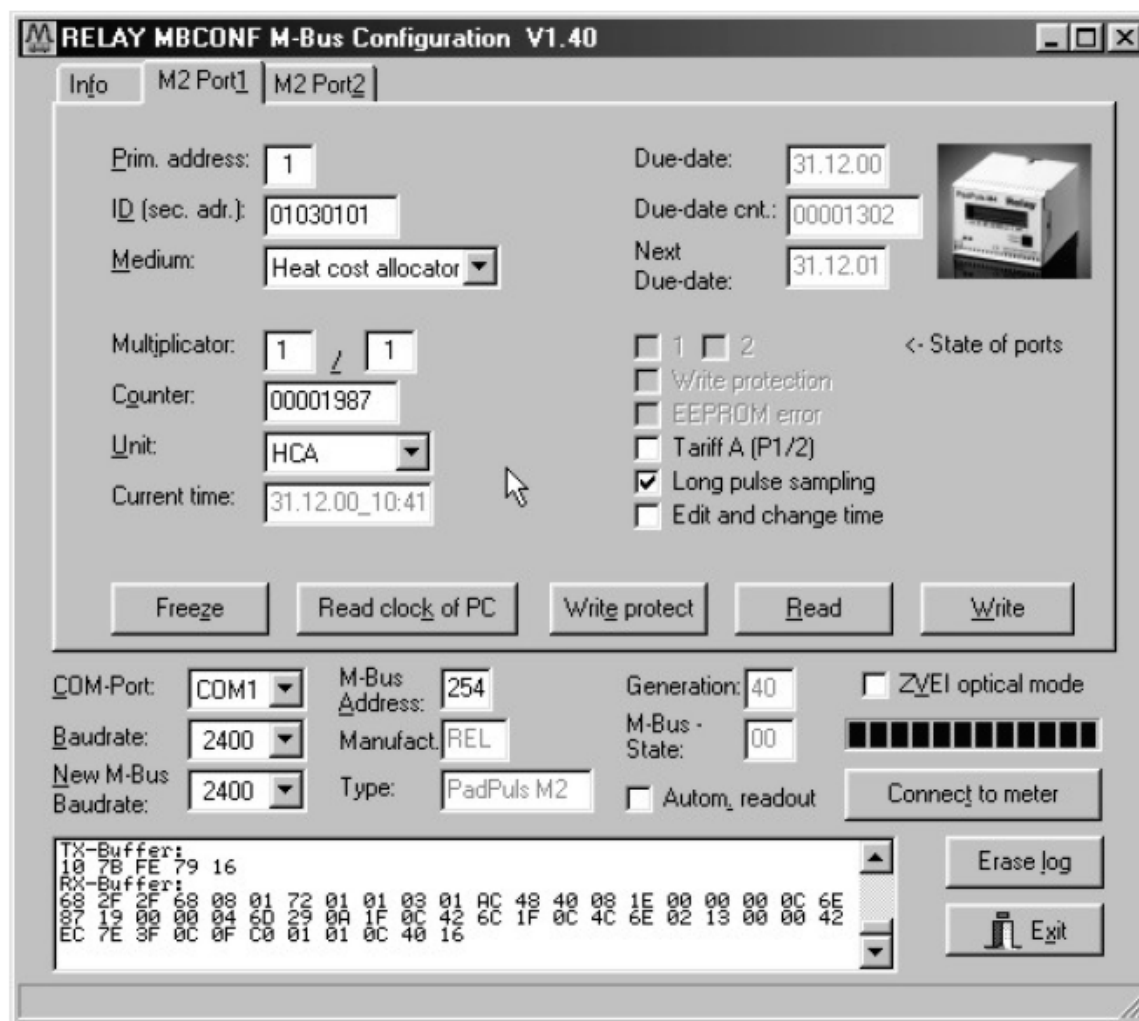 RELAY MBCONF M-Bus Configuration V1.40
Info M2 Port1 M2 Port2
Prim. address: 1 Due-date: 31.12.00
ID (sec. adr.): 01030101 Due-date cnt.: 00001302
Medium: Heat cost allocator Next Due-date: 31.12.01
PadPuls M4 Relay
Multiplicator: 1 / 1 1 2 <- State of ports
Write protection
Counter: 00001987 EEPROM error
Unit: HCA Tariff A (P1/2)
Current time: 31.12.00_10:41 Long pulse sampling
Edit and change time
Freeze Read clock of PC Write protect Read Write
COM-Port: COM1 M-Bus Address: 254 Generation: 40 ZVEI optical mode
Baudrate: 2400 Manufact. REL M-Bus - State: 00
New M-Bus Baudrate: 2400 Type: PadPuls M2 Autom. readout Connect to meter
TX-Buffer:
10 7B FE 79 16
RX-Buffer:
68 2F 2F 68 08 01 72 01 01 03 01 AC 48 40 08 1E 00 00 00 0C 6E
87 19 00 00 04 6D 29 0A 1F 0C 42 6C 1F 0C 4C 6E 02 13 00 00 42
EC 7E 3F 0C 0F C0 01 01 0C 40 16
Erase log
Exit